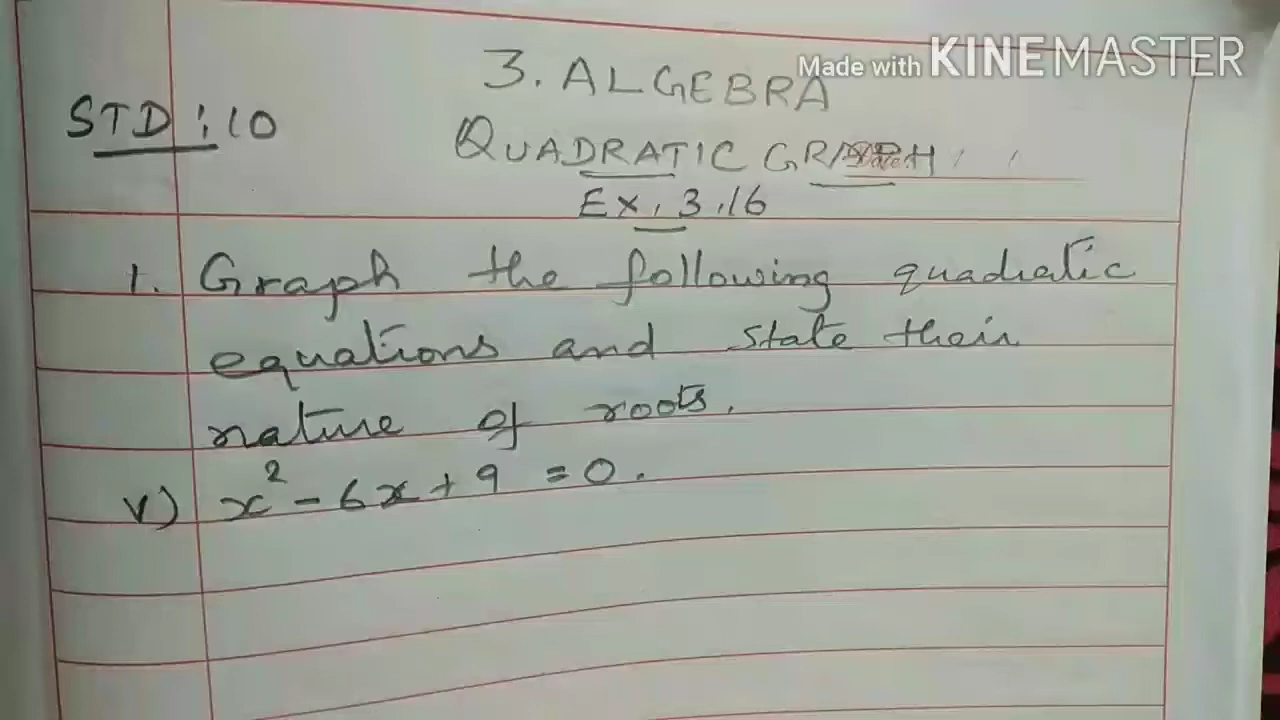 Made with KINEMASTER
3. ALGEBRA
STD : 10
QUADRATIC GRAPH
Ex. 3.16
1. Graph the following quadratic
equations and state their
nature of roots.
v) x² - 6x + 9 = 0.